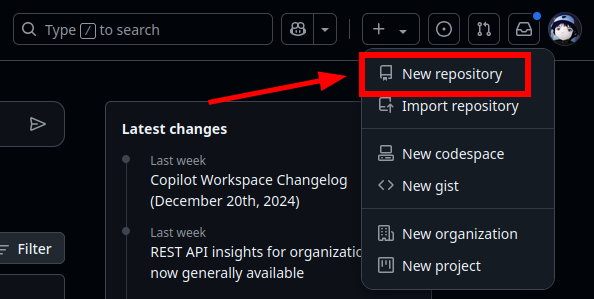 Type / to search
New repository
Import repository
New codespace
New gist
New organization
New project
Latest changes
Last week
Copilot Workspace Changelog
(December 20th, 2024)
Last week
REST API insights for organizatio
now generally available
Filter